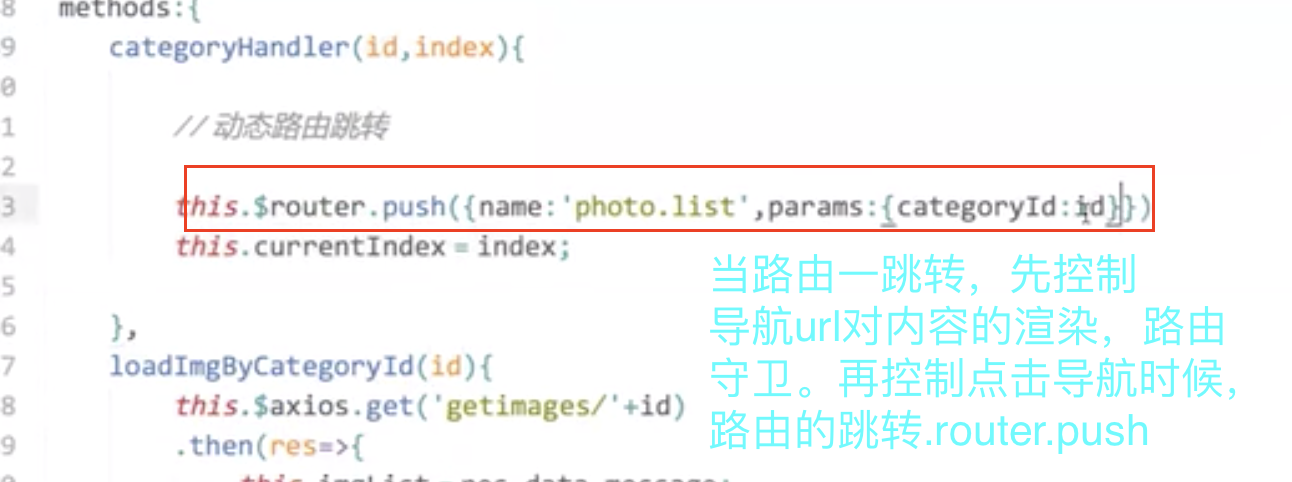 8 methods:{
9 categoryHandler(id,index){
0
1 // 动态路由跳转
2
3 this.$router.push({name:'photo.list',params:{categoryId:id}})
4 this.currentIndex = index;
5
当路由一跳转，先控制
导航url对内容的渲染，路由
守卫。再控制点击导航时候，
路由的跳转.router.push
6 },
7 loadImgByCategoryId(id){
8 this.$axios.get('getimages/'+id)
9 .then(res=>{